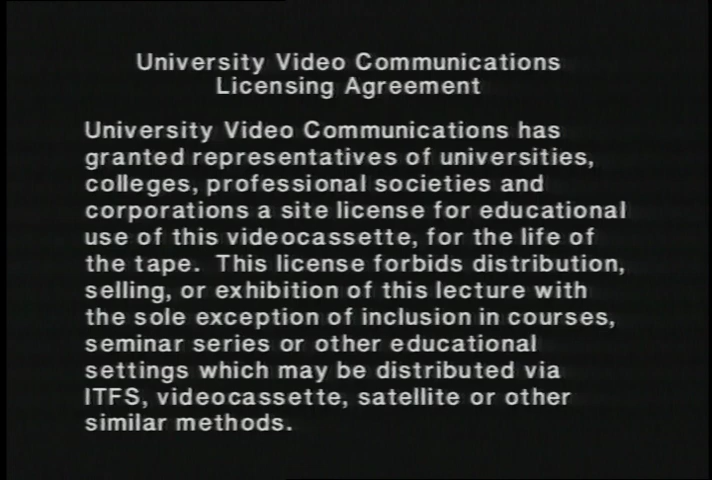 University Video Communications
Licensing Agreement
University Video Communications has
granted representatives of universities,
colleges, professional societies and
corporations a site license for educational
use of this videocassette, for the life of
the tape. This license forbids distribution,
selling, or exhibition of this lecture with
the sole exception of inclusion in courses,
seminar series or other educational
settings which may be distributed via
ITFS, videocassette, satellite or other
similar methods.